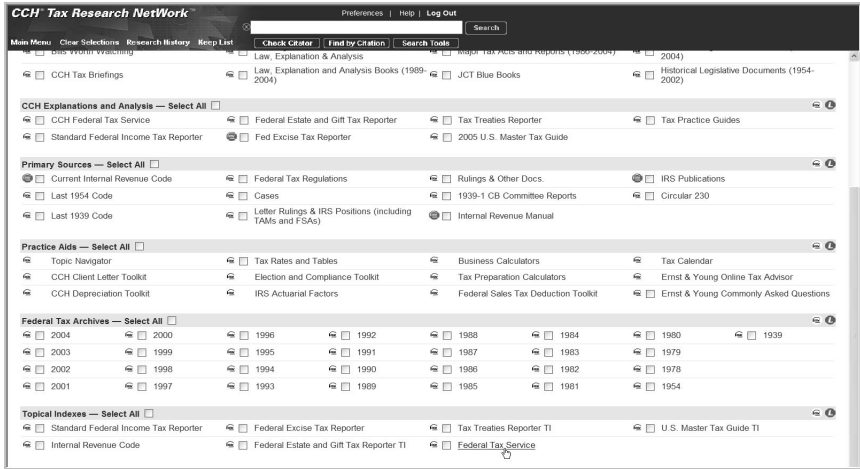 CCH® Tax Research NetWork™
Preferences | Help | Log Out
Search
Main Menu Clear Selections Research History Keep List Check Citator Find by Citation Search Tools
Bills Worth Watching Law, Explanation & Analysis Major Tax Acts and Reports (1980-2004) 2004)
CCH Tax Briefings Law, Explanation and Analysis Books (1989-2004) JCT Blue Books Historical Legislative Documents (1954-2002)
CCH Explanations and Analysis — Select All
CCH Federal Tax Service Federal Estate and Gift Tax Reporter Tax Treaties Reporter Tax Practice Guides
Standard Federal Income Tax Reporter Fed Excise Tax Reporter 2005 U.S. Master Tax Guide
Primary Sources — Select All
Current Internal Revenue Code Federal Tax Regulations Rulings & Other Docs. IRS Publications
Last 1954 Code Cases 1939-1 CB Committee Reports Circular 230
Last 1939 Code Letter Rulings & IRS Positions (including TAMs and FSAs) Internal Revenue Manual
Practice Aids — Select All
Topic Navigator Tax Rates and Tables Business Calculators Tax Calendar
CCH Client Letter Toolkit Election and Compliance Toolkit Tax Preparation Calculators Ernst & Young Online Tax Advisor
CCH Depreciation Toolkit IRS Actuarial Factors Federal Sales Tax Deduction Toolkit Ernst & Young Commonly Asked Questions
Federal Tax Archives — Select All
2004 2000 1996 1992 1988 1984 1980 1939
2003 1999 1995 1991 1987 1983 1979
2002 1998 1994 1990 1986 1982 1978
2001 1997 1993 1989 1985 1981 1954
Topical Indexes — Select All
Standard Federal Income Tax Reporter Federal Excise Tax Reporter Tax Treaties Reporter TI U.S. Master Tax Guide TI
Internal Revenue Code Federal Estate and Gift Tax Reporter TI Federal Tax Service